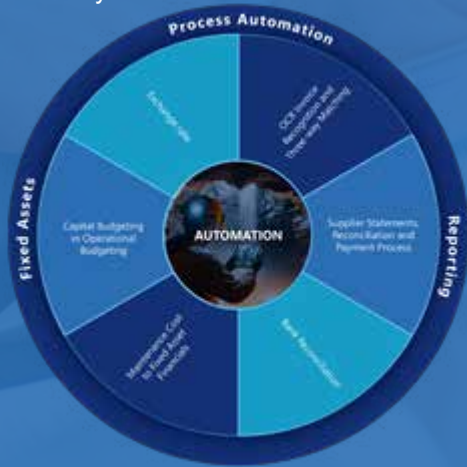 Process Automation
Exchange rate
OCR Invoice
Recognition and
Three-way Matching
Fixed Assets
Capital Budgeting
in Operational
Budgeting
AUTOMATION
Supplier Statements
Reconciliation and
Payment Process
Reporting
Maintenance Cost
to Fixed Asset
Financials
Bank Reconciliation